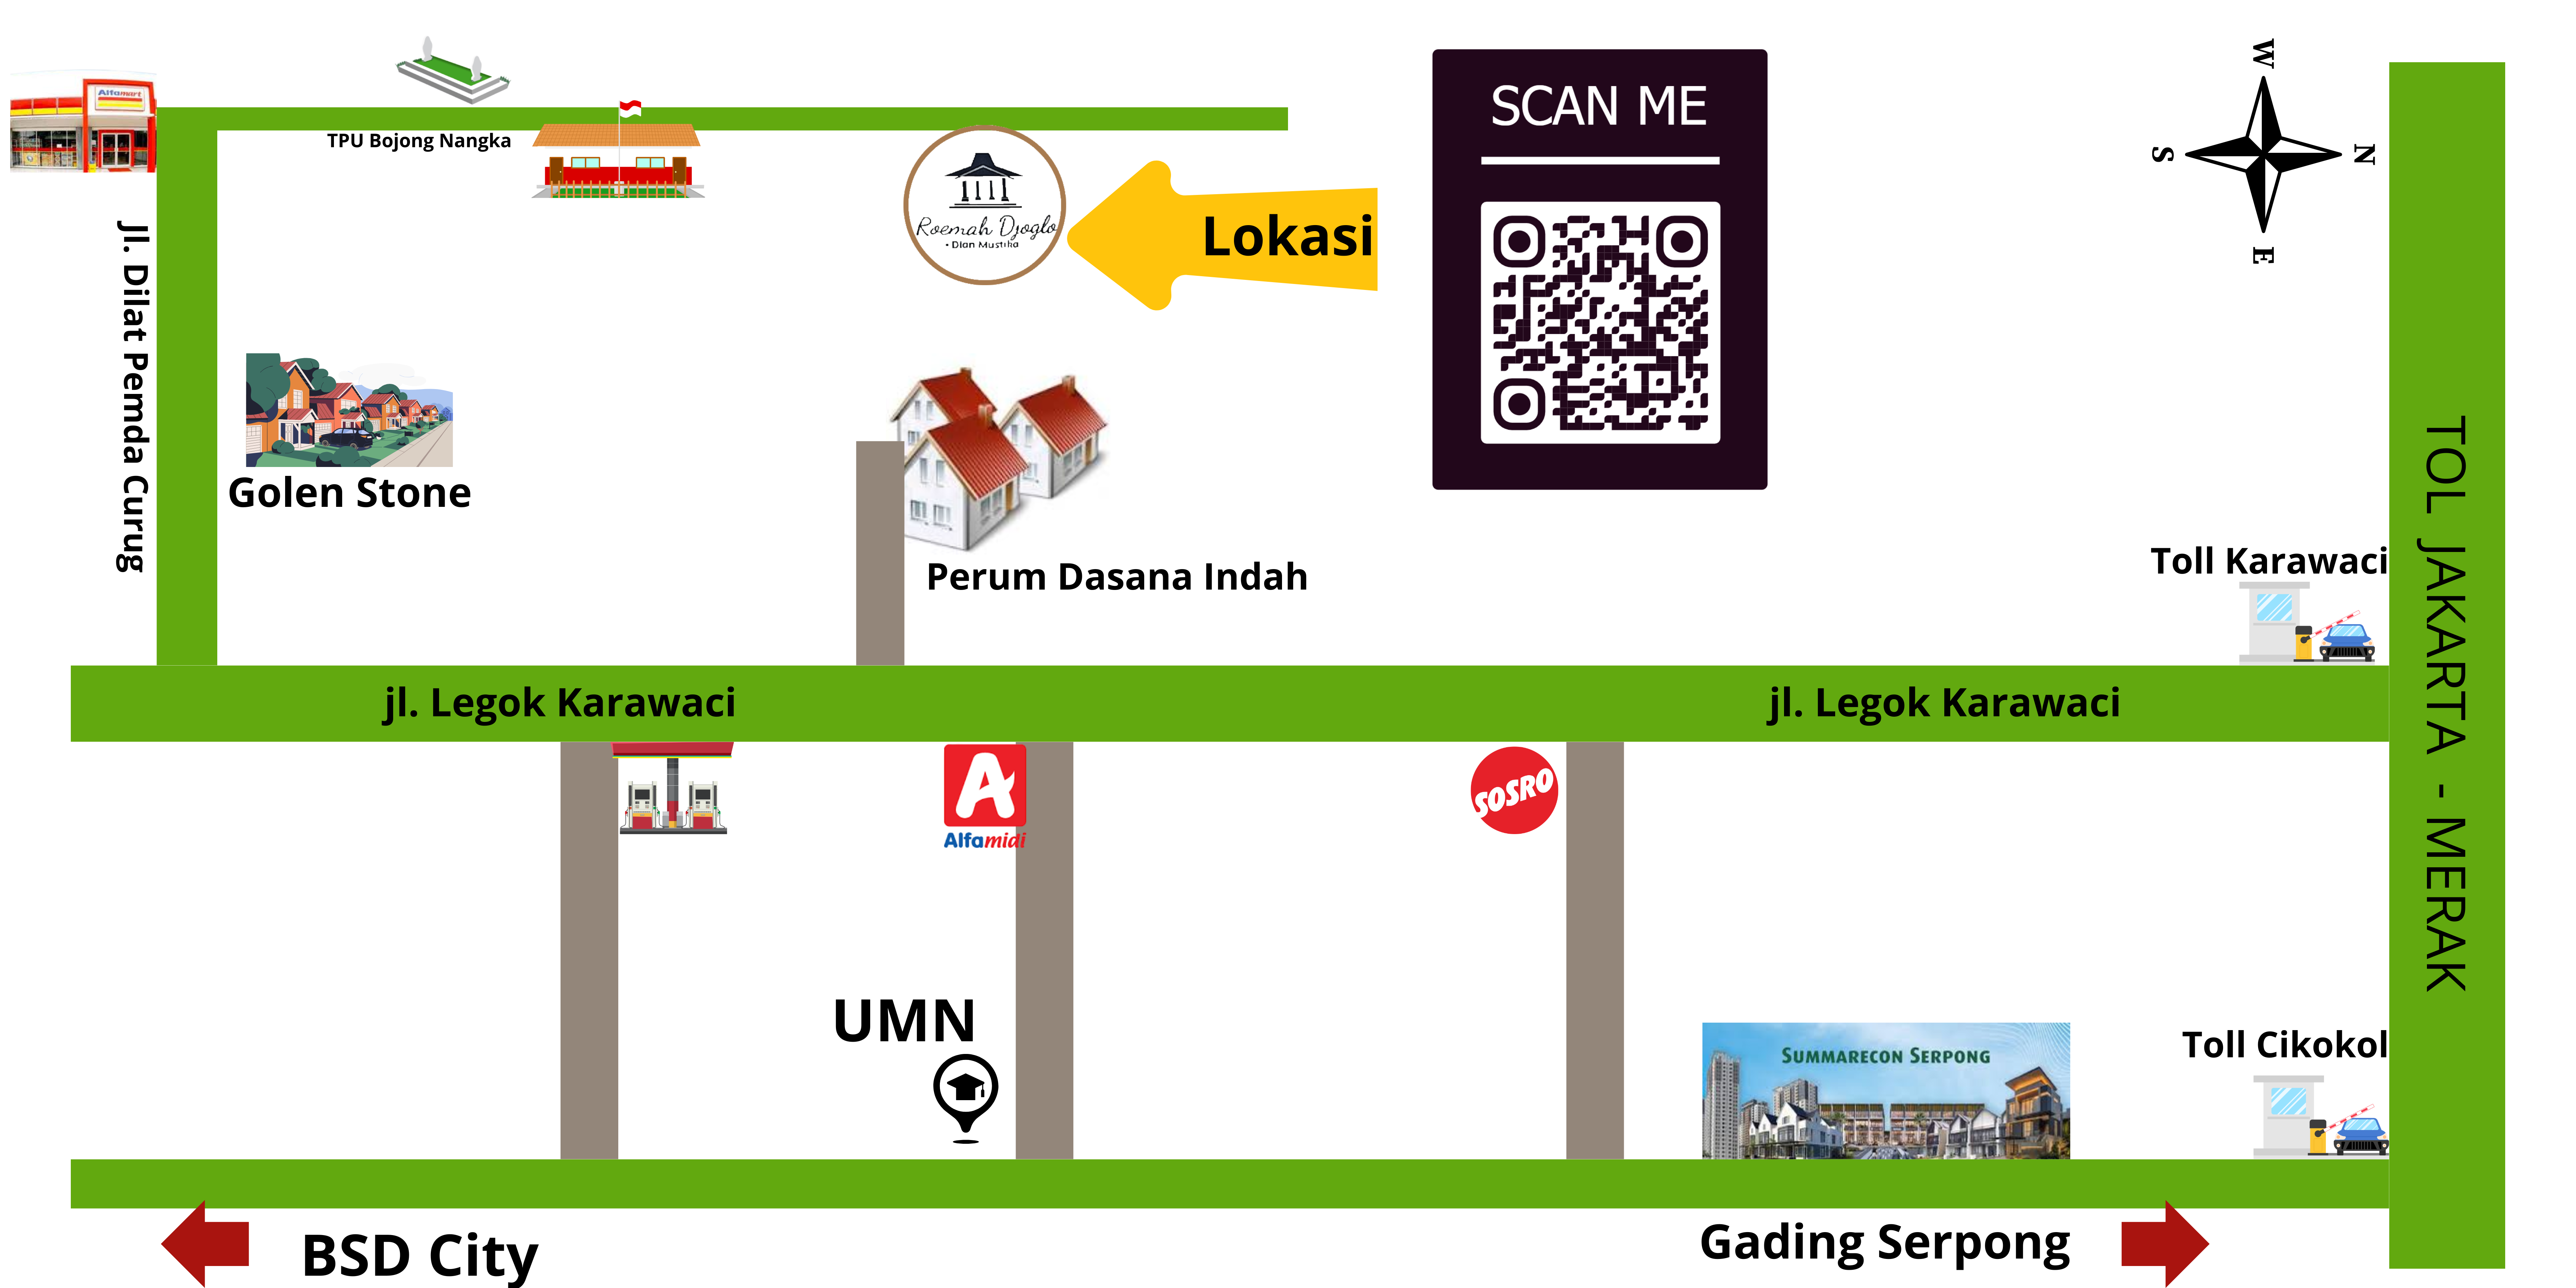 W
S
N
E
SCAN ME
Alfamart
TPU Bojong Nangka
Roemah Djoglo
• Dian Mustika
Lokasi
Jl. Dilat Pemda Curug
Golen Stone
Perum Dasana Indah
Toll Karawaci
TOL JAKARTA - MERAK
jl. Legok Karawaci
jl. Legok Karawaci
A
Alfamidi
SOSRO
UMN
SUMMARECON SERPONG
Toll Cikokol
BSD City
Gading Serpong